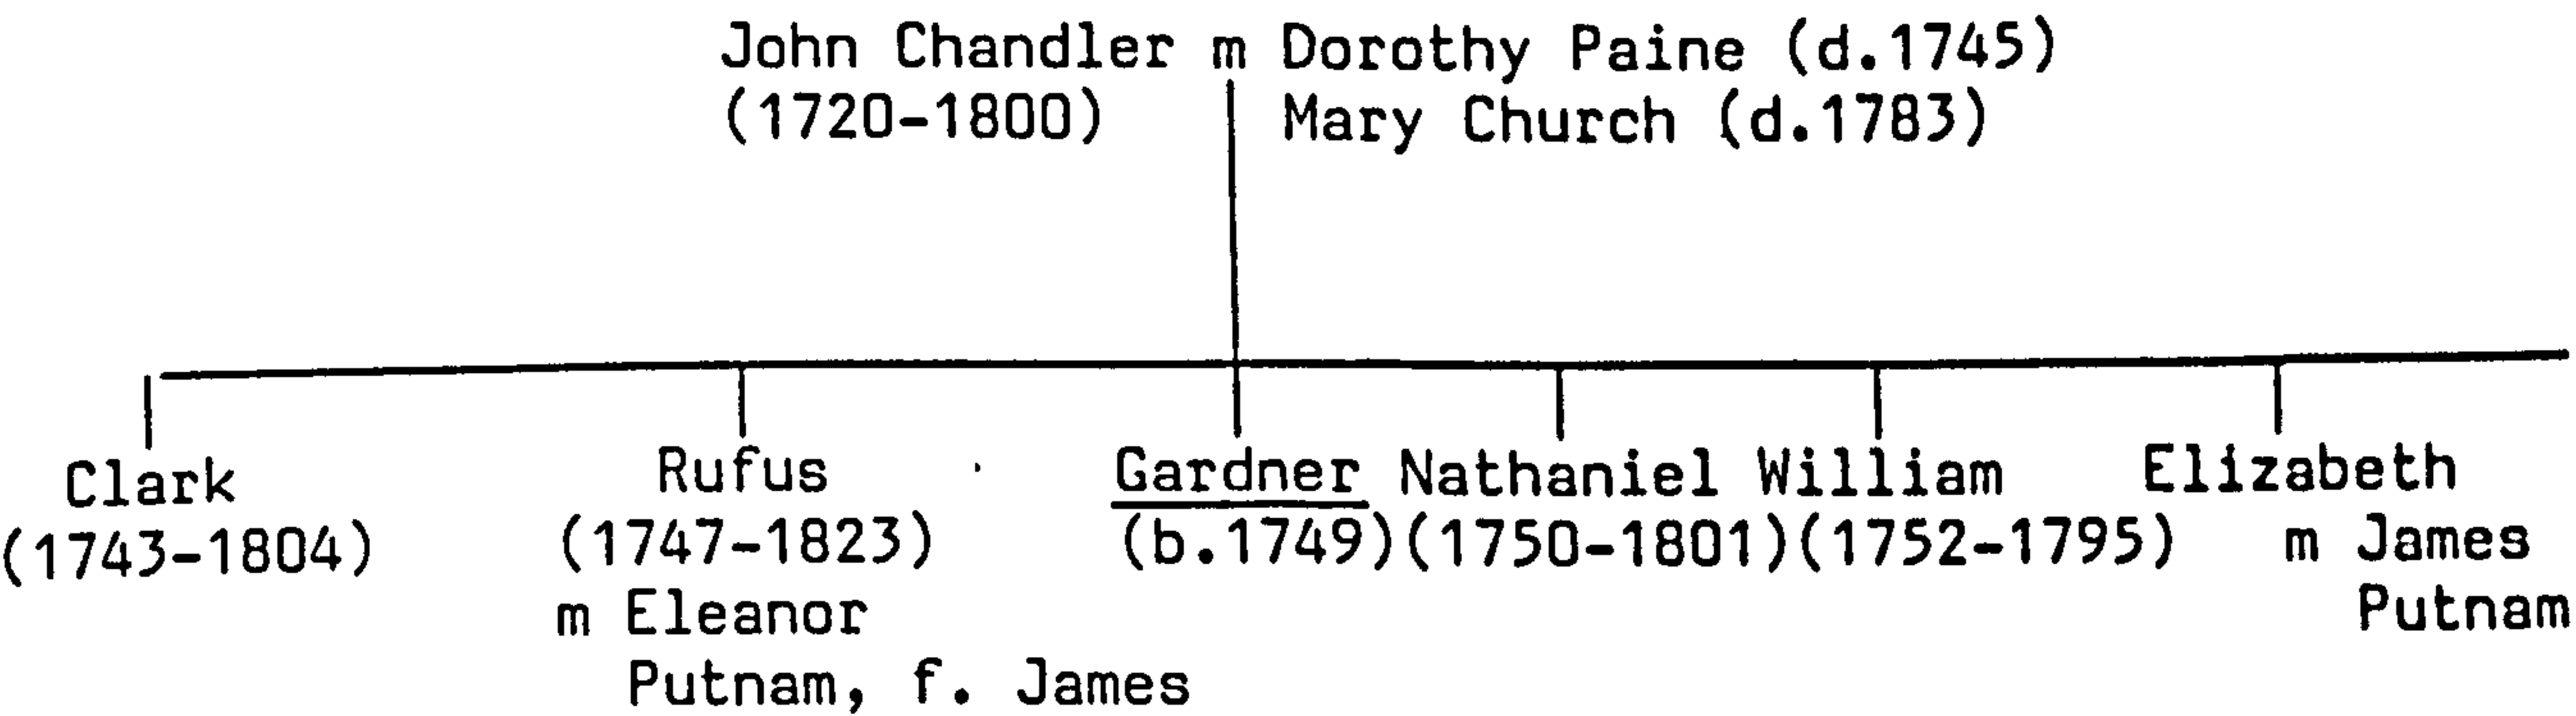 John Chandler m Dorothy Paine (d.1745)
(1720-1800) Mary Church (d.1783)
Clark Rufus Gardner Nathaniel William Elizabeth
(1743-1804) (1747-1823) (b.1749)(1750-1801)(1752-1795) m James
m Eleanor Putnam
Putnam, f. James